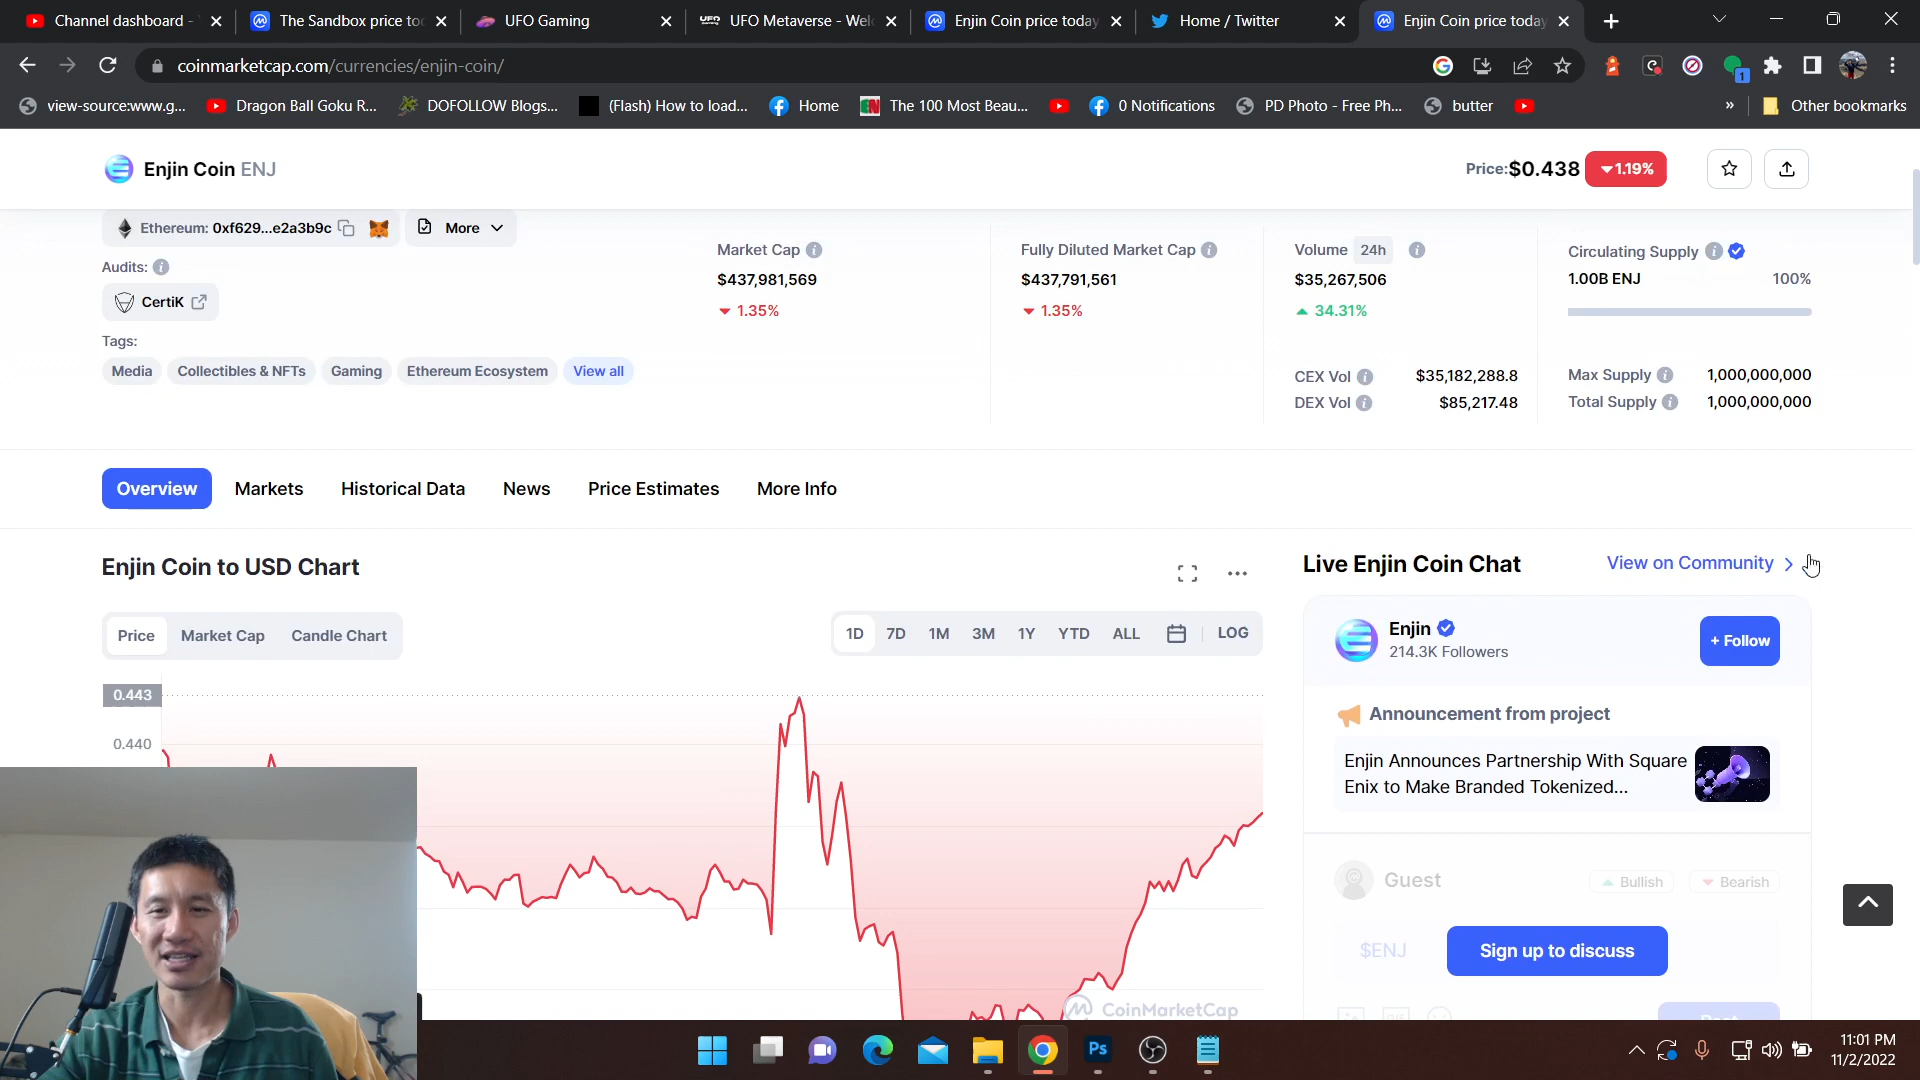 Channel dashboard - Y
The Sandbox price to
UFO Gaming
UFO Metaverse - Wel
Enjin Coin price today
Home / Twitter
Enjin Coin price today
coinmarketcap.com/currencies/enjin-coin/
view-source:www.g...
Dragon Ball Goku R...
DOFOLLOW Blogs...
(Flash) How to load...
Home
The 100 Most Beau...
0 Notifications
PD Photo - Free Ph...
butter
»
Other bookmarks
Enjin Coin ENJ
Price:$0.438
1.19%
Ethereum: 0xf629...e2a3b9c
More
Audits:
CertiK
Tags:
Media
Collectibles & NFTs
Gaming
Ethereum Ecosystem
View all
Market Cap
$437,981,569
1.35%
Fully Diluted Market Cap
$437,791,561
1.35%
Volume 24h
$35,267,506
34.31%
CEX Vol $35,182,288.8
DEX Vol $85,217.48
Circulating Supply
1.00B ENJ 100%
Max Supply 1,000,000,000
Total Supply 1,000,000,000
Overview
Markets
Historical Data
News
Price Estimates
More Info
Enjin Coin to USD Chart
Price
Market Cap
Candle Chart
1D
7D
1M
3M
1Y
YTD
ALL
LOG
0.443
0.440
CoinMarketCap
Live Enjin Coin Chat
View on Community
Enjin
214.3K Followers
+ Follow
Announcement from project
Enjin Announces Partnership With Square
Enix to Make Branded Tokenized...
Guest
Bullish
Bearish
$ENJ
Sign up to discuss
Ps
11:01 PM
11/2/2022